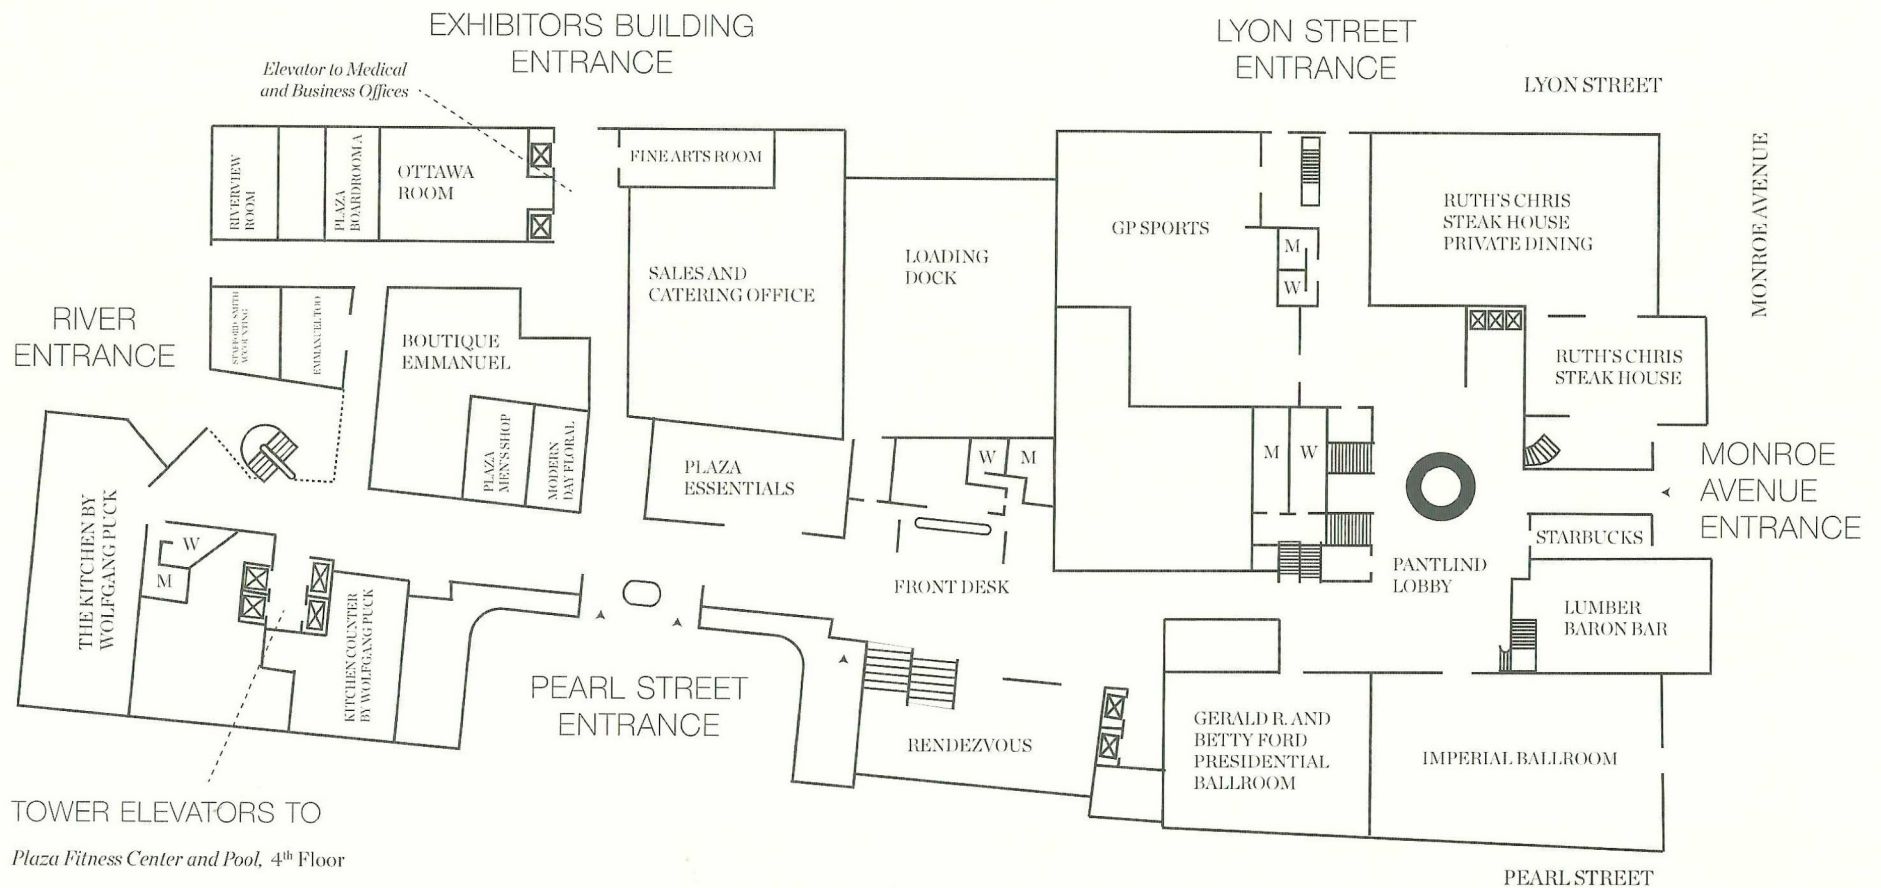 EXHIBITORS BUILDING
ENTRANCE
LYON STREET
ENTRANCE
Elevator to Medical
and Business Offices
LYON STREET
MONROE AVENUE
RIVERVIEW
ROOM
PLAZA
BOARDROOM A
OTTAWA
ROOM
FINE ARTS ROOM
SALES AND
CATERING OFFICE
LOADING
DOCK
GP SPORTS
M
W
RUTH'S CHRIS
STEAK HOUSE
PRIVATE DINING
RIVER
ENTRANCE
STAFFORD-SMITH
ACCOUNTING
EMMANUEL TOO
BOUTIQUE
EMMANUEL
RUTH'S CHRIS
STEAK HOUSE
PLAZA
MEN'S SHOP
MODERN
DAY FLORAL
PLAZA
ESSENTIALS
W
M
M
W
MONROE
AVENUE
ENTRANCE
THE KITCHEN BY
WOLFGANG PUCK
W
M
STARBUCKS
FRONT DESK
PANTLIND
LOBBY
LUMBER
BARON BAR
KITCHEN COUNTER
BY WOLFGANG PUCK
PEARL STREET
ENTRANCE
RENDEZVOUS
GERALD R. AND
BETTY FORD
PRESIDENTIAL
BALLROOM
IMPERIAL BALLROOM
TOWER ELEVATORS TO
Plaza Fitness Center and Pool, 4th Floor
PEARL STREET